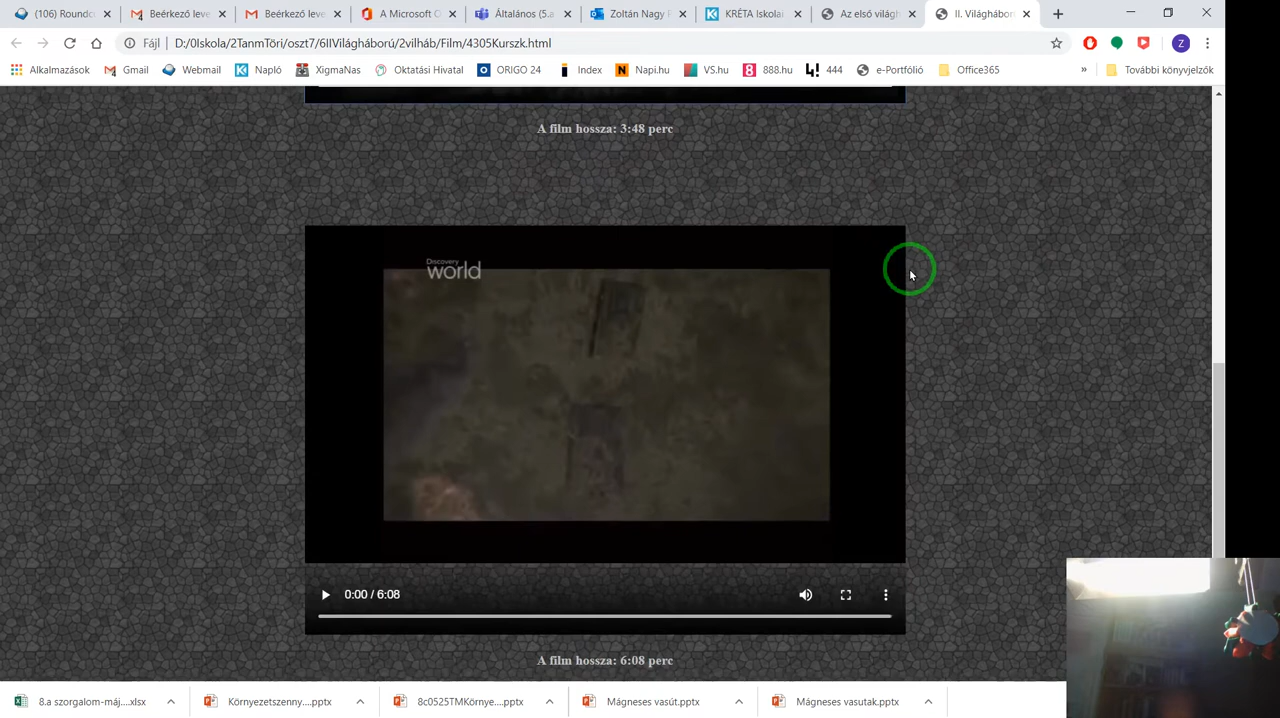 (106) Roundcu
Beérkező leve
Beérkező leve
A Microsoft O
Általános (5.a
Zoltán Nagy B
KRÉTA Iskolai
Az első világh
II. Világhábor
Fájl
D:/0Iskola/2TanmTöri/oszt7/6IIVilágháború/2vilháb/Film/4305Kurszk.html
Z
Alkalmazások
Gmail
Webmail
Napló
XigmaNas
Oktatási Hivatal
ORIGO 24
Index
Napi.hu
VS.hu
888.hu
444
e-Portfólió
Office365
»
További könyvjelzők
A film hossza: 3:48 perc
Discovery
world
0:00 / 6:08
A film hossza: 6:08 perc
8.a szorgalom-máj....xlsx
Környezetszenny....pptx
8c0525TMKörnye....pptx
Mágneses vasút.pptx
Mágneses vasutak.pptx